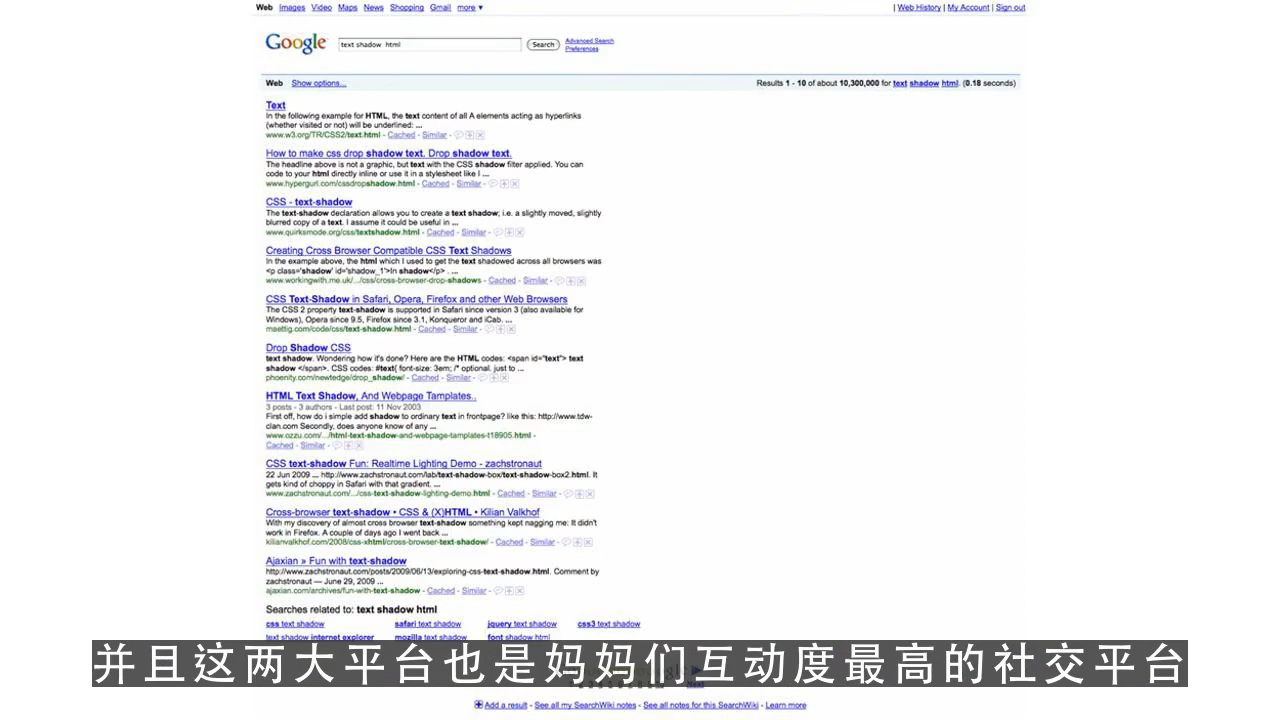 Web Images Video Maps News Shopping Gmail more ▼ | Web History | My Account | Sign out
Google text shadow html Search Advanced Search
Preferences
Web Show options... Results 1 - 10 of about 10,300,000 for text shadow html. (0.18 seconds)
Text
In the following example for HTML, the text content of all A elements acting as hyperlinks
(whether visited or not) will be underlined: ...
www.w3.org/TR/CSS2/text.html - Cached - Similar -
How to make css drop shadow text. Drop shadow text.
The headline above is not a graphic, but text with the CSS shadow filter applied. You can
code to your html directly inline or use it in a stylesheet like I ....
www.hypergurl.com/cssdropshadow.html - Cached - Similar -
CSS - text-shadow
The text-shadow declaration allows you to create a text shadow; i.e. a slightly moved, slightly
blurred copy of a text. I assume it could be useful in ...
www.quirksmode.org/css/textshadow.html - Cached - Similar -
Creating Cross Browser Compatible CSS Text Shadows
In the example above, the html which I used to get the text shadowed across all browsers was
<p class='shadow' id='shadow_1'>In shadow</p> . ...
www.workingwith.me.uk/.../css/cross-browser-drop-shadows - Cached - Similar -
CSS Text-Shadow in Safari, Opera, Firefox and other Web Browsers
The CSS 2 property text-shadow is supported in Safari since version 3 (also available for
Windows), Opera since 9.5, Firefox since 3.1, Konqueror and iCab. ...
maettig.com/code/css/text-shadow.html - Cached - Similar -
Drop Shadow CSS
text shadow. Wondering how it's done? Here are the HTML codes: <span id="text"> text
shadow </span>. CSS codes: #text{ font-size: 3em; /* optional. just to ...
phoenity.com/newtedge/drop_shadow/ - Cached - Similar -
HTML Text Shadow, And Webpage Tamplates..
3 posts - 3 authors - Last post: 11 Nov 2003
First off, how do i simple add shadow to ordinary text in frontpage? like this: http://www.tdw-
clan.com Secondly, does anyone know of any ...
www.ozzu.com/.../html-text-shadow-and-webpage-tamplates-t18905.html -
Cached - Similar -
CSS text-shadow Fun: Realtime Lighting Demo - zachstronaut
22 Jun 2009 ... http://www.zachstronaut.com/lab/text-shadow-box/text-shadow-box2.html. It
gets kind of choppy in Safari with that gradient. ...
www.zachstronaut.com/.../css-text-shadow-lighting-demo.html - Cached - Similar -
Cross-browser text-shadow • CSS & (X)HTML • Kilian Valkhof
With my discovery of almost cross browser text-shadow something kept nagging me: It didn't
work in Firefox. A couple of days ago I went back ...
kilianvalkhof.com/2008/css-xhtml/cross-browser-text-shadow/ - Cached - Similar -
Ajaxian » Fun with text-shadow
http://www.zachstronaut.com/posts/2009/06/13/exploring-css-text-shadow.html. Comment by
zachstronaut — June 29, 2009 ...
ajaxian.com/archives/fun-with-text-shadow - Cached - Similar -
Searches related to: text shadow html
css text shadow safari text shadow jquery text shadow css3 text shadow
text shadow internet explorer mozilla text shadow font shadow html
并且这两大平台也是妈妈们互动度最高的社交平台
Add a result - See all my SearchWiki notes - See all notes for this SearchWiki - Learn more